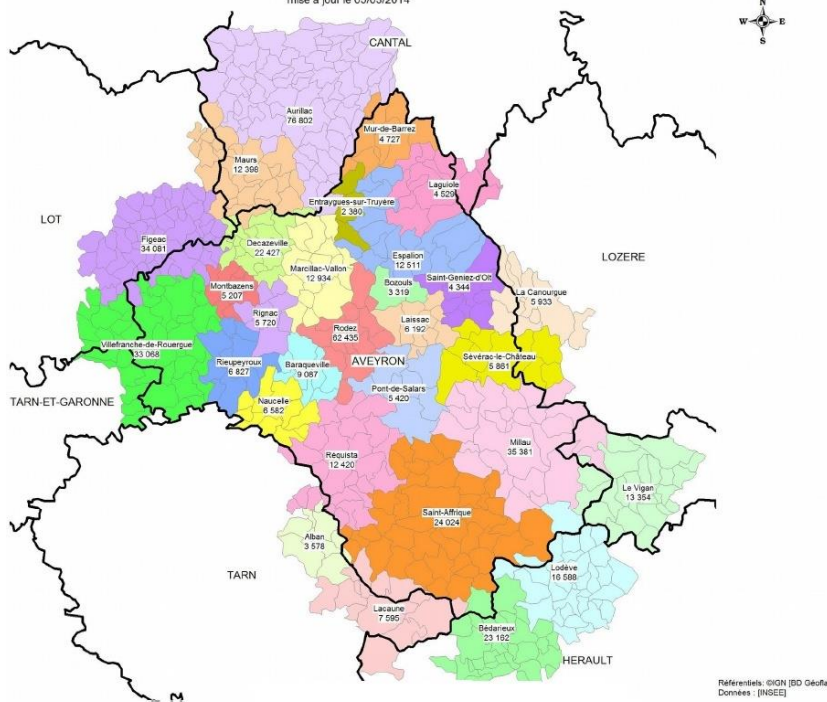 mise à jour le 05/03/2014
N
W E
S
CANTAL
Aurillac
76 802
Mur-de-Barrez
4 727
Maurs
12 398
Laguiole
4 529
Entraygues-sur-Truyère
2 380
LOT
Figeac
34 081
Decazeville
22 427
Marcillac-Vallon
12 934
Espalion
12 511
LOZERE
Saint-Geniez-d'Olt
4 344
Montbazens
5 207
Bozouls
3 319
La Canourgue
5 933
Rignac
5 720
Laissac
6 192
Rodez
62 435
Villefranche-de-Rouergue
33 068
Rieupeyroux
6 827
AVEYRON
Sévérac-le-Château
5 861
Baraqueville
9 087
Pont-de-Salars
5 420
TARN-ET-GARONNE
Naucelle
6 582
Millau
35 381
Réquista
12 420
Le Vigan
13 354
Saint-Affrique
24 024
Alban
3 578
TARN
Lodève
16 588
Lacaune
7 595
Bédarieux
23 162
HERAULT
Référentiels: ©IGN [BD Géofla
Données : [INSEE]